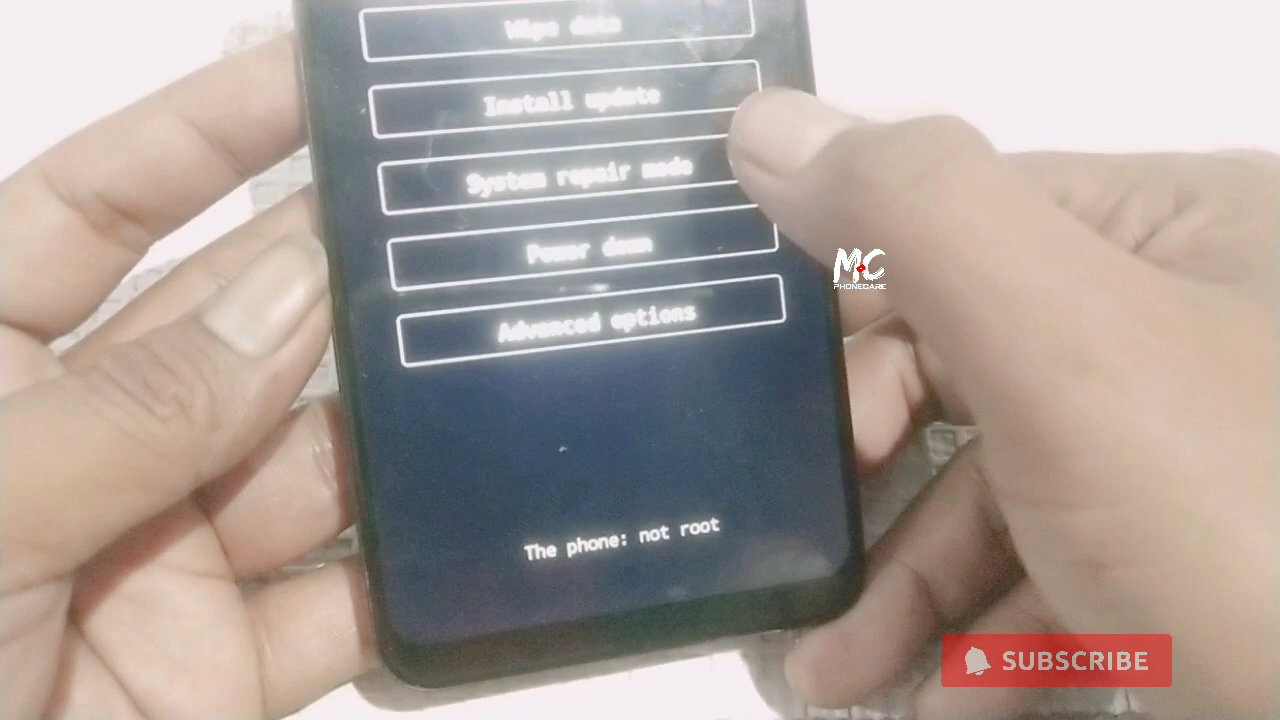 Wipe data
Install update
System repair mode
Power down
Advanced options
The phone: not root
MC
PHONECARE
SUBSCRIBE